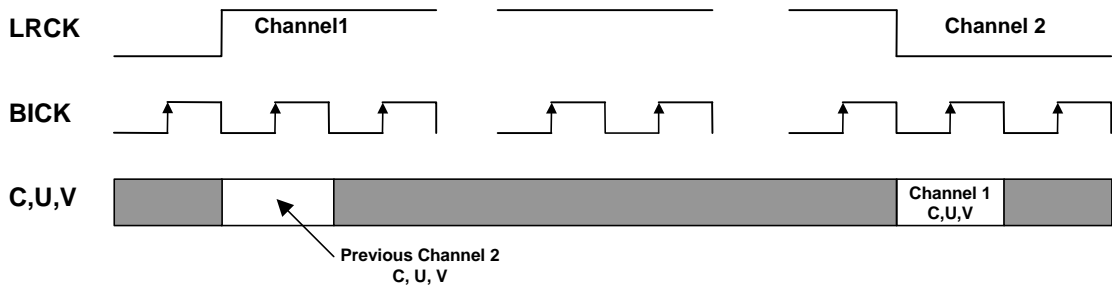 LRCK
Channel1
Channel 2
BICK
C,U,V
Channel 1
C,U,V
Previous Channel 2
C, U, V